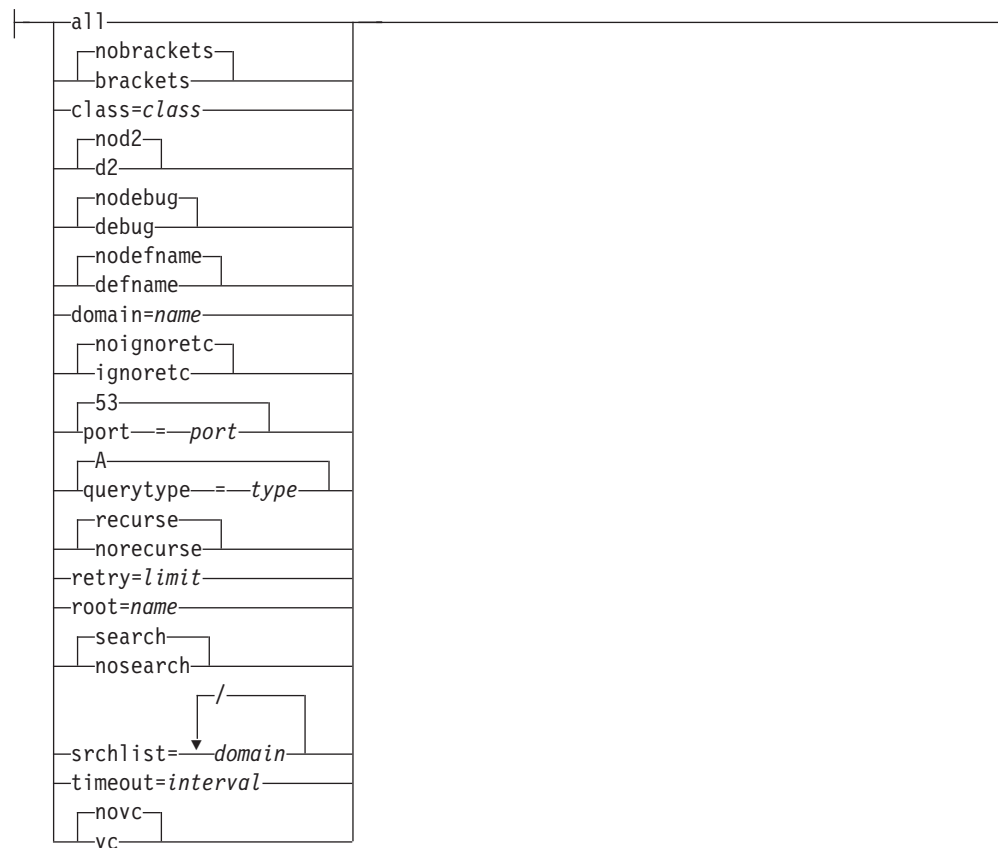 all
nobrackets
brackets
class=class
nod2
d2
nodebug
debug
nodefname
defname
domain=name
noignoretc
ignoretc
53
port = port
A
querytype = type
recurse
norecurse
retry=limit
root=name
search
nosearch
/
srchlist= domain
timeout=interval
novc
vc